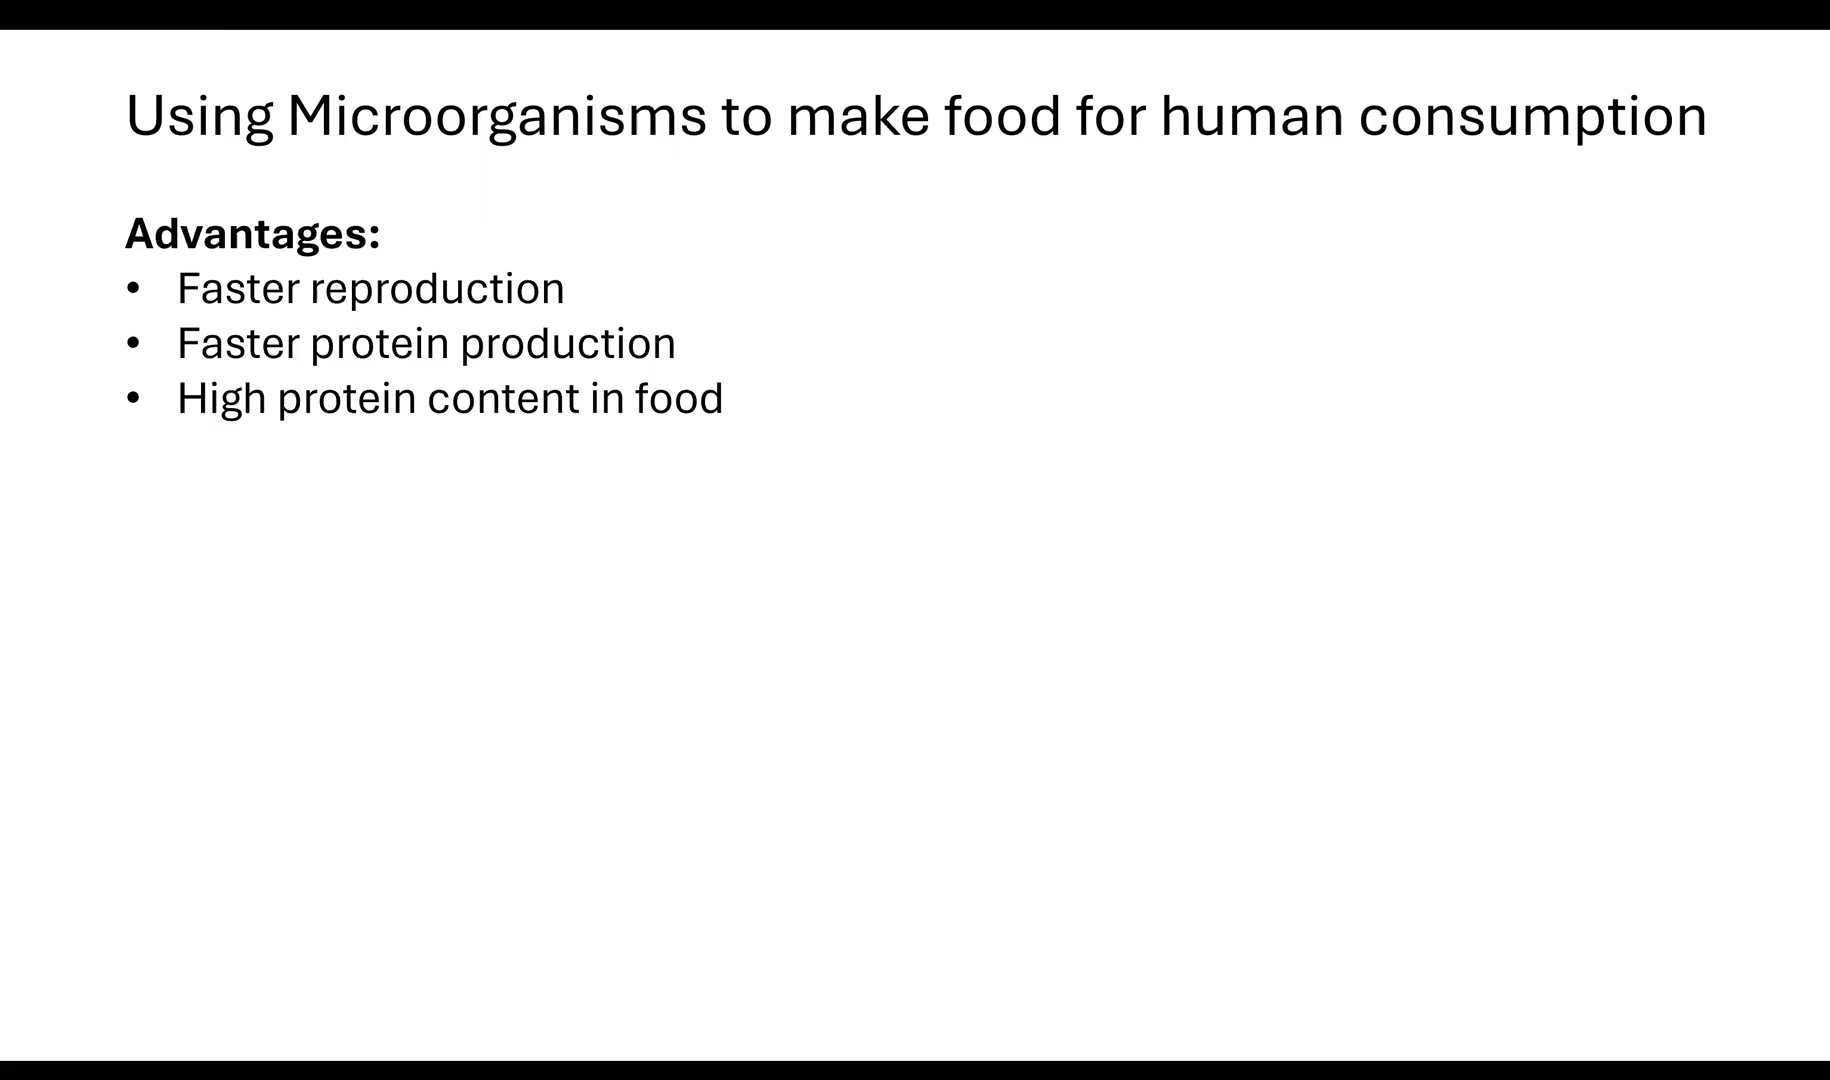 Using Microorganisms to make food for human consumption
Advantages:
• Faster reproduction
• Faster protein production
• High protein content in food